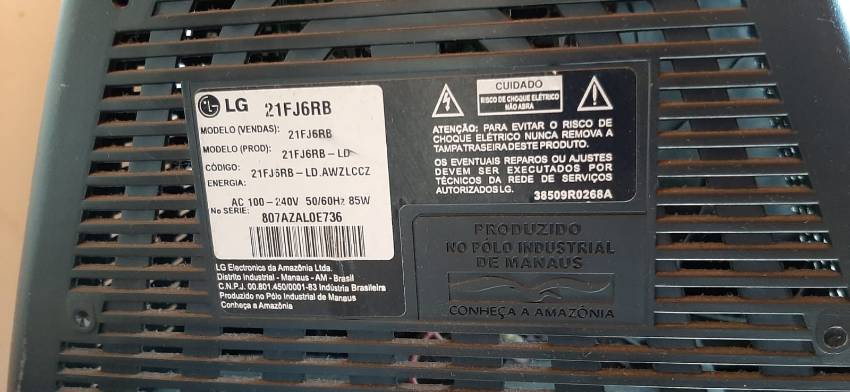 LG 21FJ6RB
MODELO (VENDAS): 21FJ6RB
MODELO (PROD): 21FJ6RB-LD
CÓDIGO: 21FJ6RB-LD.AWZLCCZ
ENERGIA:
AC 100-240V 50/60Hz 85W
No SERIE: 807AZAL0E736
LG Electronics da Amazônia Ltda.
Distrito Industrial - Manaus - AM - Brasil
C.N.P.J. 00.801.450/0001-83 Indústria Brasileira
Produzido no Pólo Industrial de Manaus
Conheça a Amazônia
CUIDADO
RISCO DE CHOQUE ELÉTRICO
NÃO ABRA
ATENÇÃO: PARA EVITAR O RISCO DE
CHOQUE ELÉTRICO NUNCA REMOVA A
TAMPA TRASEIRA DESTE PRODUTO.
OS EVENTUAIS REPAROS OU AJUSTES
DEVEM SER EXECUTADOS POR
TÉCNICOS DA REDE DE SERVIÇOS
AUTORIZADOS LG.
38509R0268A
PRODUZIDO
NO PÓLO INDUSTRIAL
DE MANAUS
CONHEÇA A AMAZÔNIA